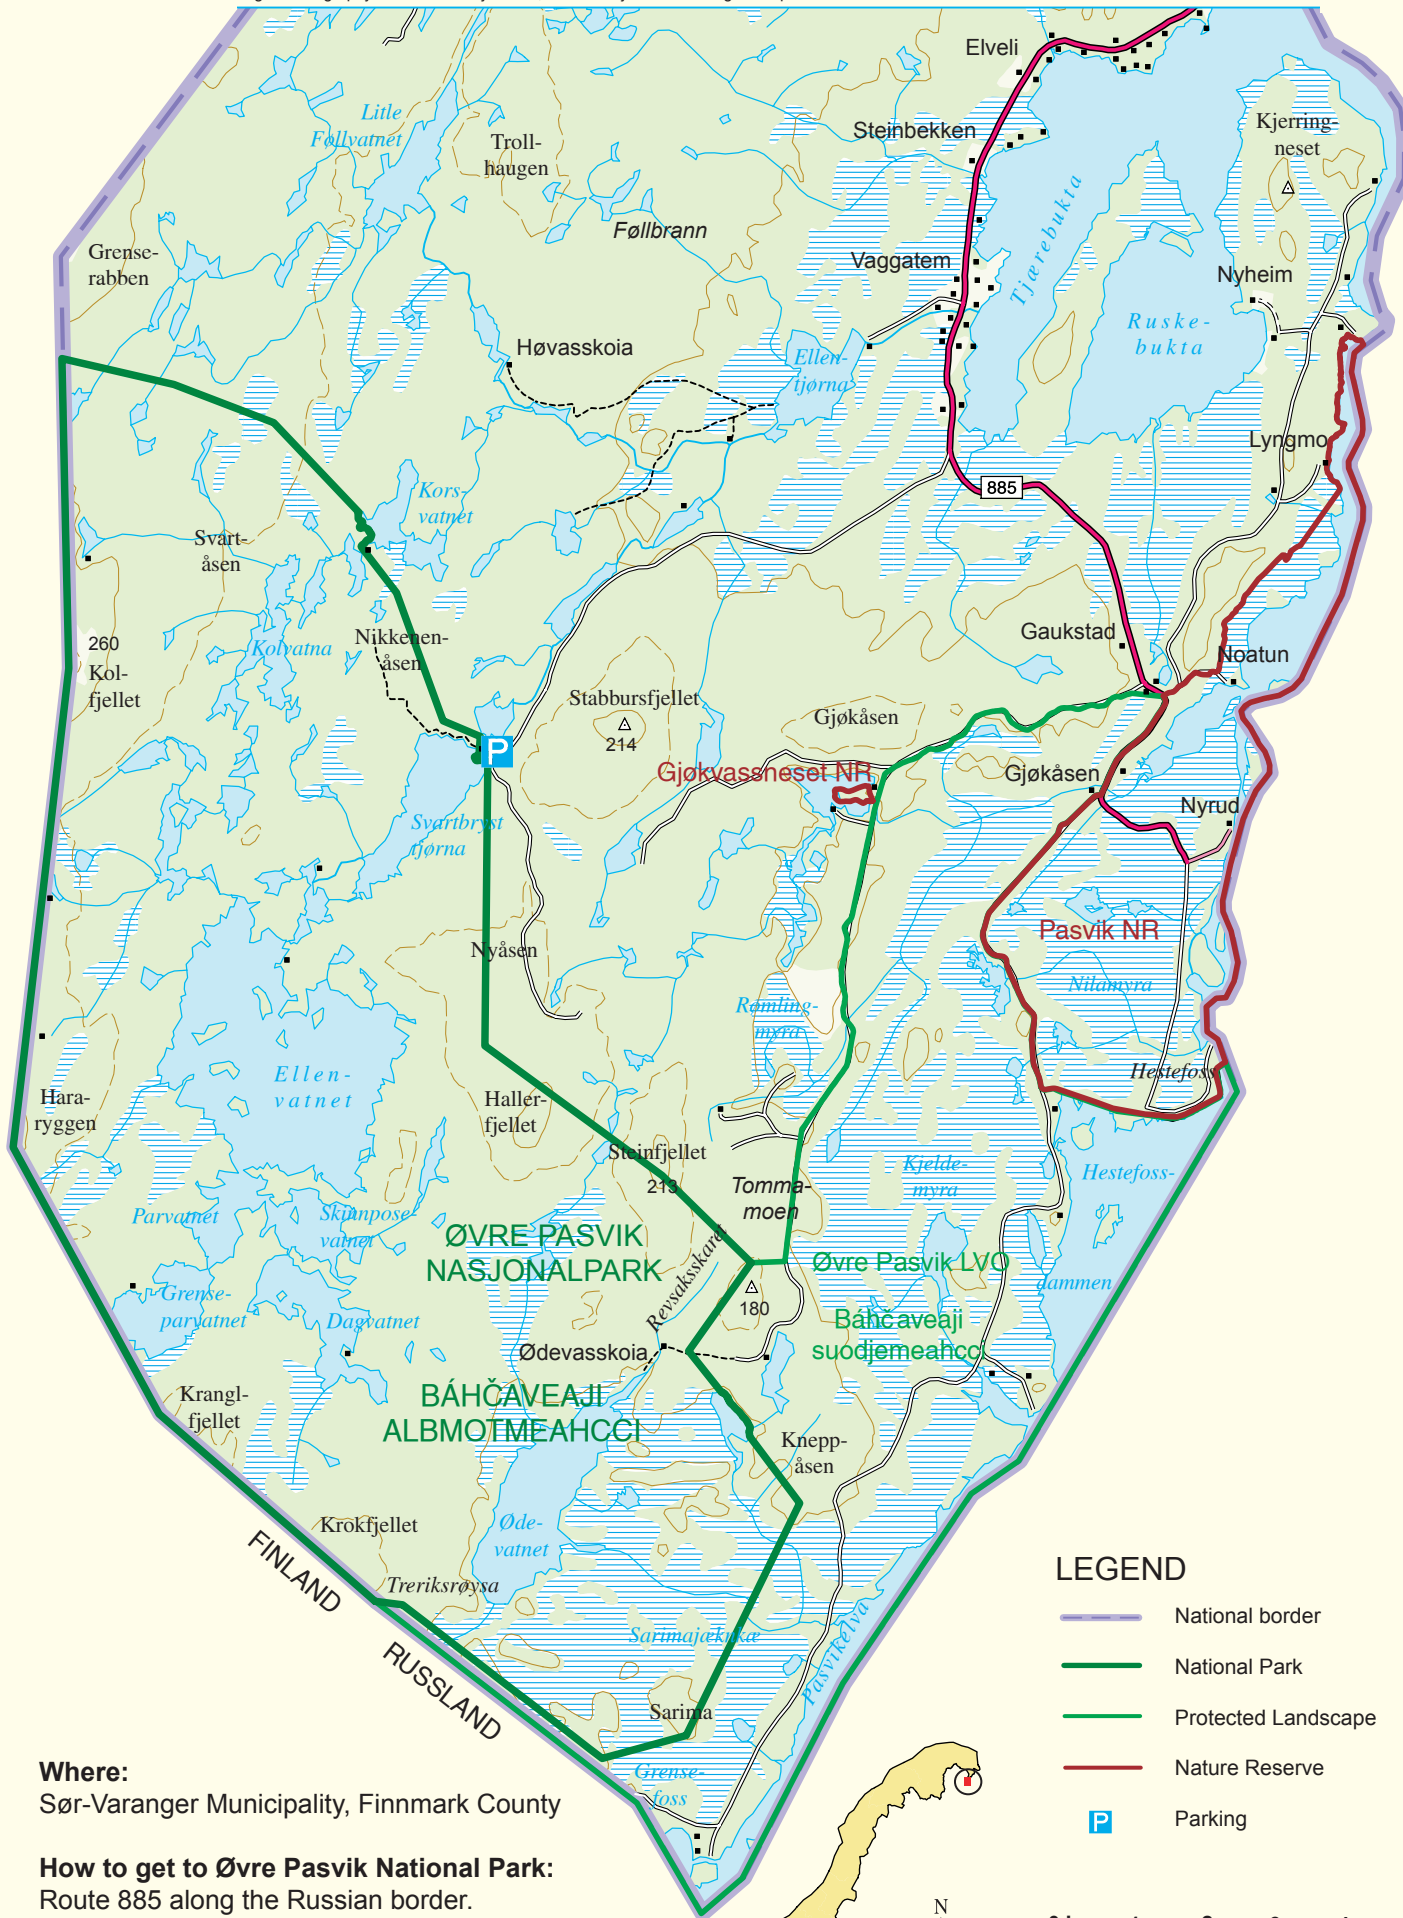 Elveli
Litle
Føllvatnet
Troll-
haugen
Steinbekken
Kjerring-
neset
Føllbrann
Tjærebukta
Grense-
rabben
Vaggatem
Nyheim
Ruske-
bukta
Høvasskoia
Ellen-
tjørna
Lyngmo
885
Kors-
vatnet
Svart-
åsen
Gaukstad
Nikkenen-
åsen
Kolvatna
260
Kol-
fjellet
Noatun
Stabbursfjellet
214
Gjøkåsen
P
Gjøkvassneset NR
Gjøkåsen
Nyrud
Svartbryst
tjørna
Pasvik NR
Nyåsen
Nilamyra
Rømling-
myra
Ellen-
vatnet
Hestefoss
Haller-
fjellet
Hara-
ryggen
Steinfjellet
213
Kjelde-
myra
Hestefoss-
dammen
Tomma-
moen
Parvatnet
Skinnpose-
vatnet
ØVRE PASVIK
NASJONALPARK
Revsaksskaret
Øvre Pasvik LVO
Grense-
parvatnet
Dagvatnet
180
Báhčaveaji
suodjemeahcci
Ødevasskoia
Krangl-
fjellet
BÁHČAVEAJI
ALBMOTMEAHCCI
Knepp-
åsen
Krokfjellet
Øde-
vatnet
FINLAND
Treriksrøysa
Sarimajækukæ
Pasvikelva
RUSSLAND
Sarima
Grense-
foss
LEGEND
National border
National Park
Protected Landscape
Nature Reserve
P Parking
Where:
Sør-Varanger Municipality, Finnmark County
How to get to Øvre Pasvik National Park:
Route 885 along the Russian border.
N